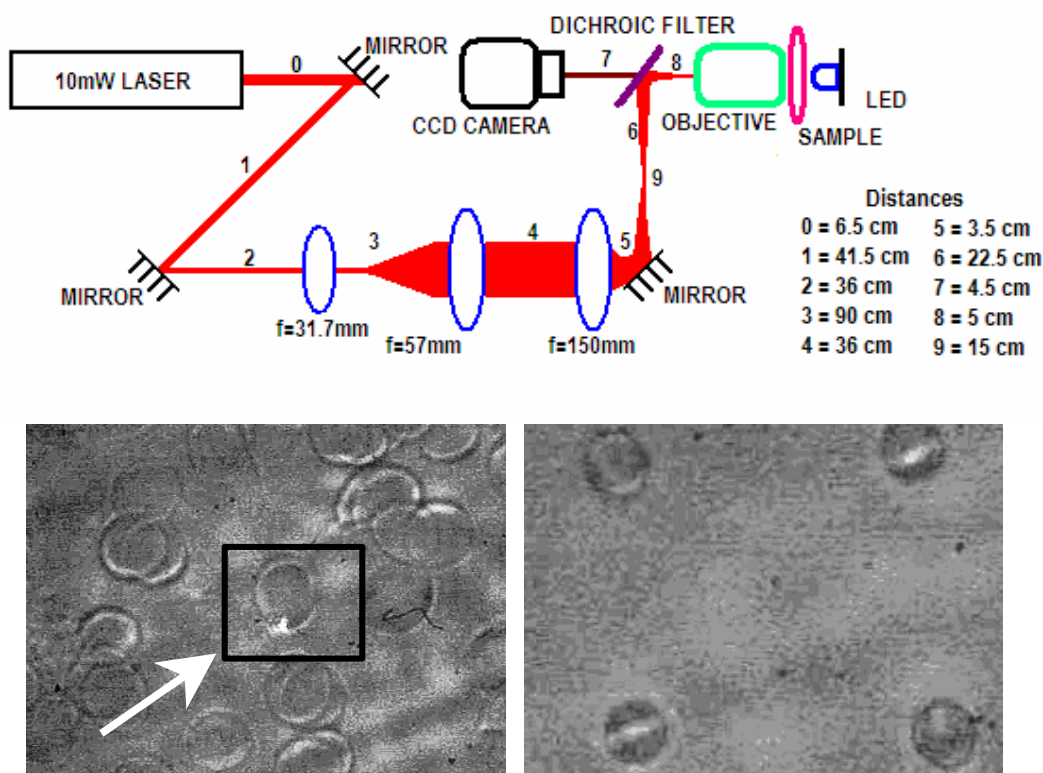 DICHROIC FILTER
MIRROR
0
7
8
10mW LASER
CCD CAMERA
OBJECTIVE
LED
SAMPLE
6
1
9
Distances
0 = 6.5 cm
5 = 3.5 cm
1 = 41.5 cm
6 = 22.5 cm
2 = 36 cm
7 = 4.5 cm
3 = 90 cm
8 = 5 cm
4 = 36 cm
9 = 15 cm
2
3
4
5
MIRROR
MIRROR
f=31.7mm
f=57mm
f=150mm